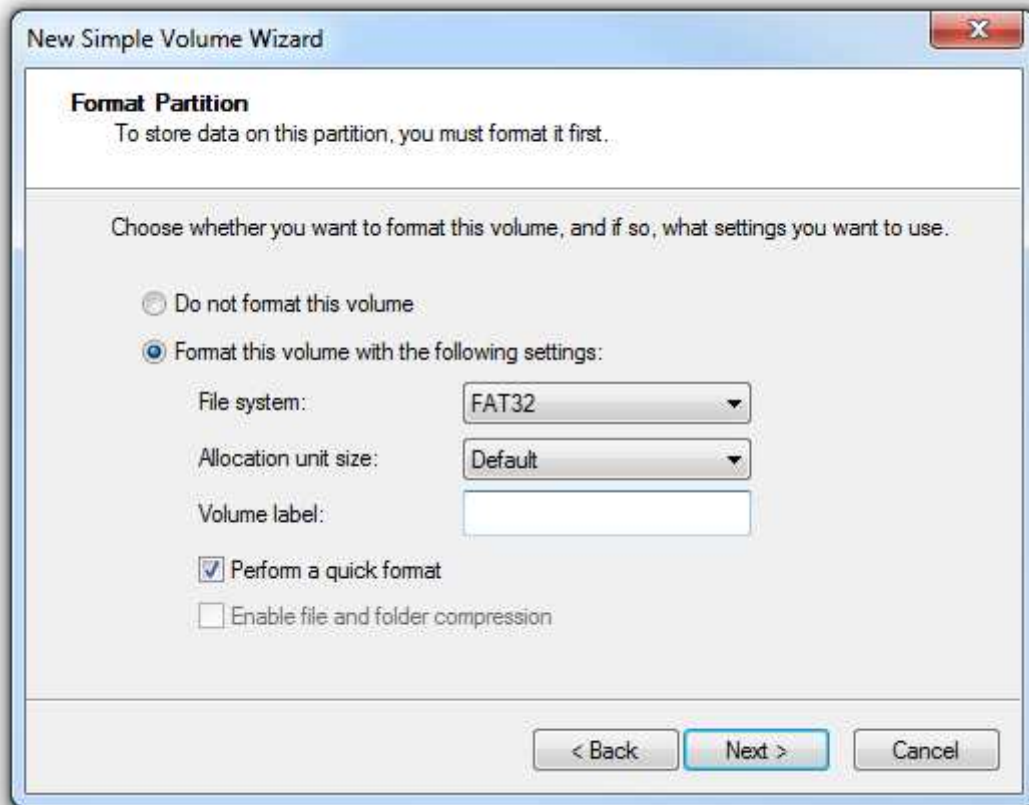 New Simple Volume Wizard
Format Partition
To store data on this partition, you must format it first.
Choose whether you want to format this volume, and if so, what settings you want to use.
Do not format this volume
Format this volume with the following settings:
File system: FAT32
Allocation unit size: Default
Volume label:
Perform a quick format
Enable file and folder compression
< Back Next > Cancel